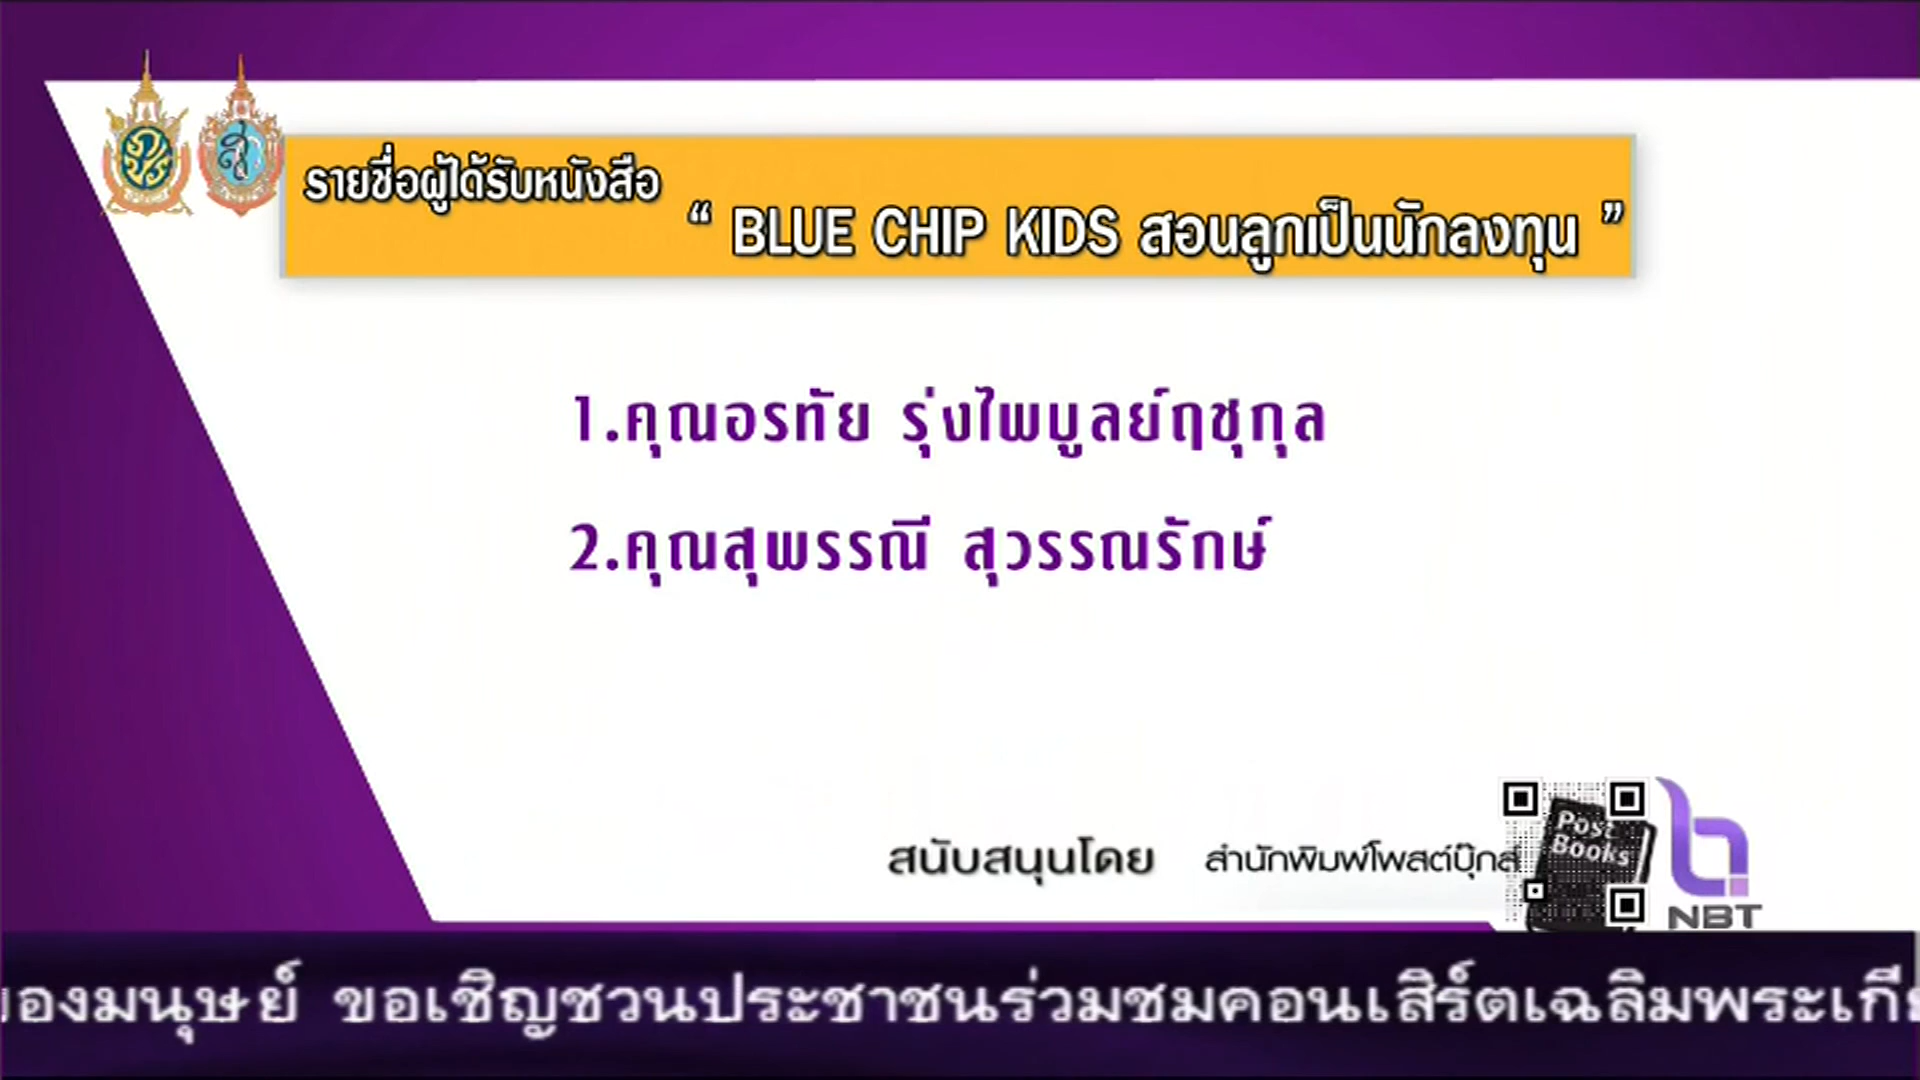 รายชื่อผู้ได้รับหนังสือ
“ BLUE CHIP KIDS สอนลูกเป็นนักลงทุน ”
1.คุณอรทัย รุ่งไพบูลย์ฤชุกุล
2.คุณสุพรรณี สุวรรณรักษ์
สนับสนุนโดย สำนักพิมพ์โพสต์บุ๊กส์
Post
Books
NBT
ของมนุษย์ ขอเชิญชวนประชาชนร่วมชมคอนเสิร์ตเฉลิมพระเกี